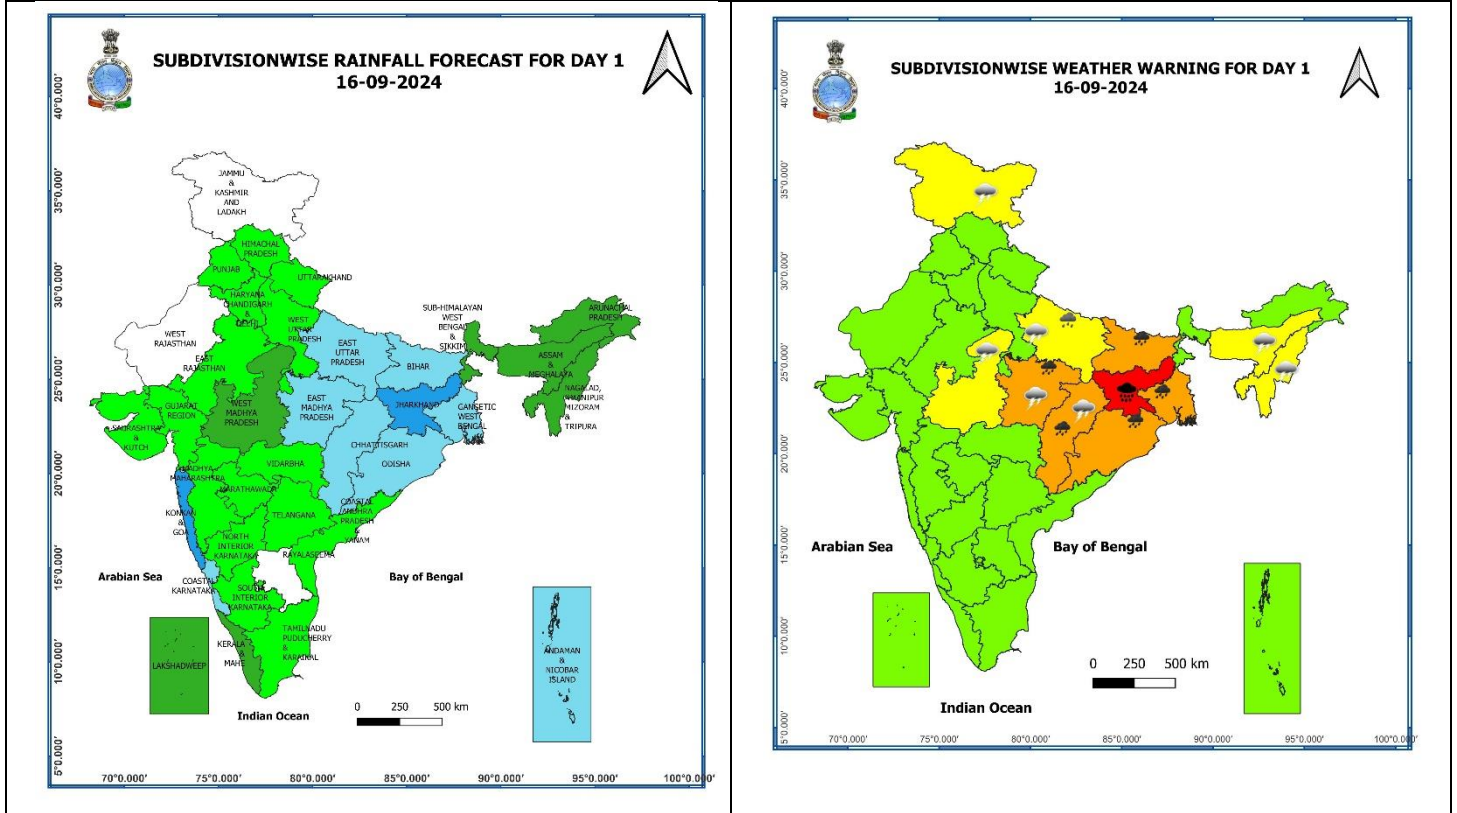 SUBDIVISIONWISE RAINFALL FORECAST FOR DAY 1
16-09-2024
40°0.000'
35°0.000'
30°0.000'
25°0.000'
20°0.000'
15°0.000'
10°0.000'
5°0.000'
JAMMU
&
KASHMIR
AND
LADAKH
HIMACHAL
PRADESH
PUNJAB
UTTARAKHAND
HARYANA
CHANDIGARH
&
DELHI
WEST
UTTAR
PRADESH
WEST
RAJASTHAN
EAST
RAJASTHAN
EAST
UTTAR
PRADESH
BIHAR
SUB-HIMALAYAN
WEST
BENGAL
&
SIKKIM
ARUNACHAL
PRADESH
ASSAM
&
MEGHALAYA
NAGALAD,
MANIPUR
MIZORAM
&
TRIPURA
GUJARAT
REGION
SAURASHTRA
&
KUTCH
WEST
MADHYA
PRADESH
EAST
MADHYA
PRADESH
JHARKHAND
GANGETIC
WEST
BENGAL
CHHATTISGARH
ODISHA
VIDARBHA
MADHYA
MAHARASHTRA
MARATHAWADA
KONKAN
&
GOA
TELANGANA
COASTAL
ANDHRA
PRADESH
&
YANAM
NORTH
INTERIOR
KARNATAKA
RAYALASEEMA
COASTAL
KARNATAKA
SOUTH
INTERIOR
KARNATAKA
TAMILNADU
PUDUCHERRY
&
KARAIKAL
KERALA
&
MAHE
LAKSHADWEEP
ANDAMAN
&
NICOBAR
ISLAND
Arabian Sea
Bay of Bengal
Indian Ocean
0 250 500 km
70°0.000' 75°0.000' 80°0.000' 85°0.000' 90°0.000' 95°0.000' 100°0.000'
SUBDIVISIONWISE WEATHER WARNING FOR DAY 1
16-09-2024
40°0.000'
35°0.000'
30°0.000'
25°0.000'
20°0.000'
15°0.000'
10°0.000'
5°0.000'
Arabian Sea
Bay of Bengal
0 250 500 km
Indian Ocean
70°0.000' 75°0.000' 80°0.000' 85°0.000' 90°0.000' 95°0.000' 100°0.000'